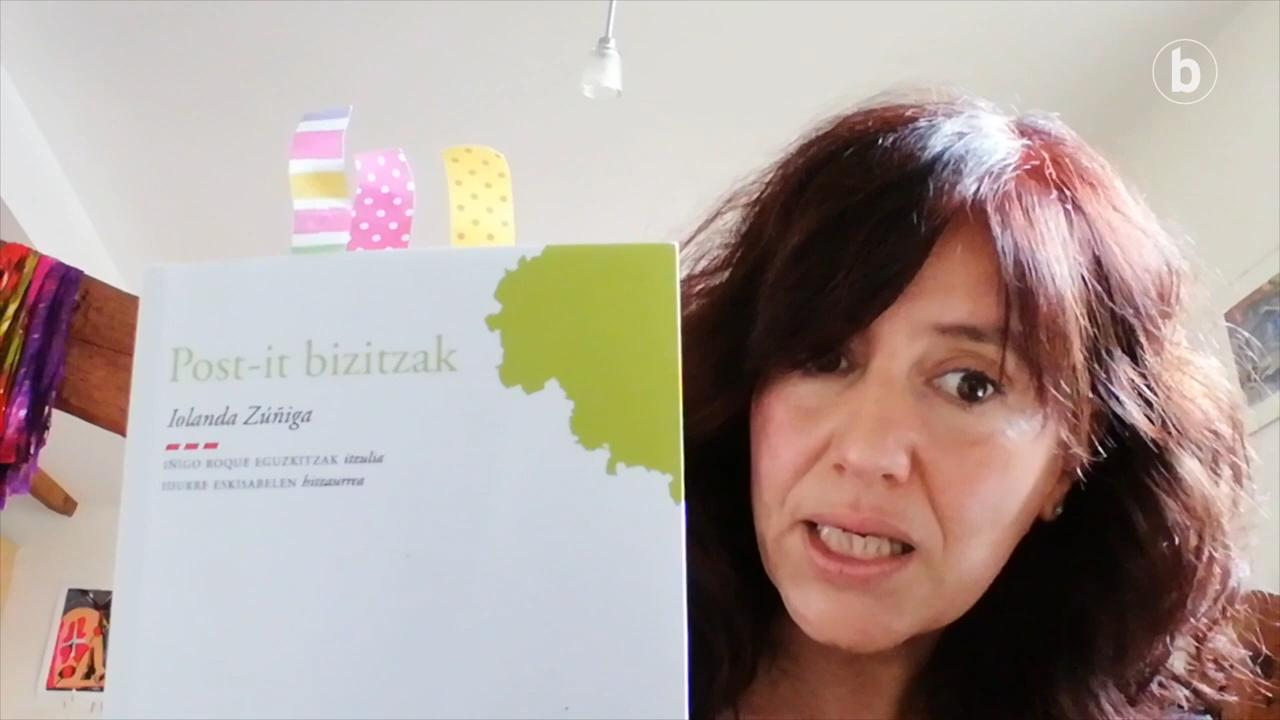 b
Post-it bizitzak
Iolanda Zúñiga
IÑIGO ROQUE EGUZKITZAK itzulia
IDURRE ESKISABELEN hitzaurrea